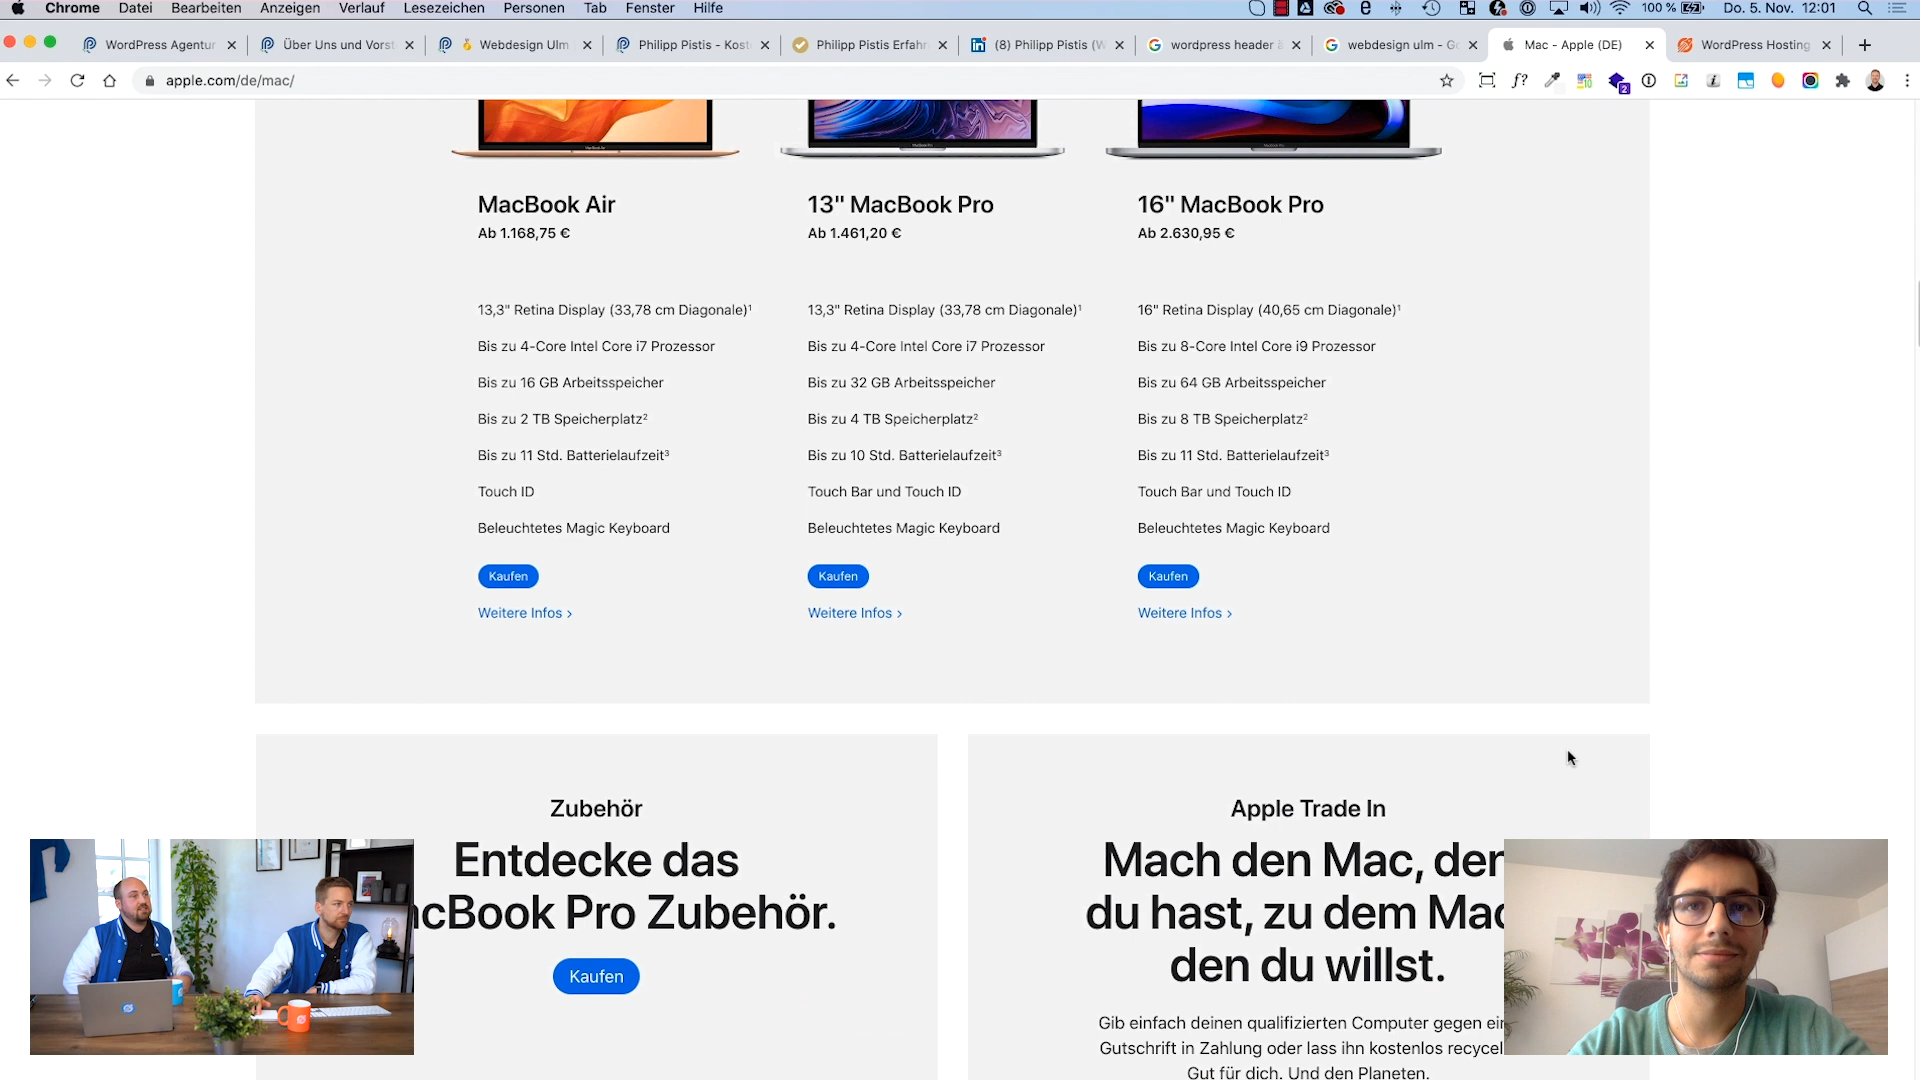 Chrome Datei Bearbeiten Anzeigen Verlauf Lesezeichen Personen Tab Fenster Hilfe
100 % Do. 5. Nov. 12:01
WordPress Agentur
Über Uns und Vorst
Webdesign Ulm
Philipp Pistis - Kost
Philipp Pistis Erfahr
(8) Philipp Pistis (W
wordpress header ä
webdesign ulm - Go
Mac - Apple (DE)
WordPress Hosting
apple.com/de/mac/
MacBook Air
Ab 1.168,75 €
13,3" Retina Display (33,78 cm Diagonale)¹
Bis zu 4-Core Intel Core i7 Prozessor
Bis zu 16 GB Arbeitsspeicher
Bis zu 2 TB Speicherplatz²
Bis zu 11 Std. Batterielaufzeit³
Touch ID
Beleuchtetes Magic Keyboard
Kaufen
Weitere Infos >
13" MacBook Pro
Ab 1.461,20 €
13,3" Retina Display (33,78 cm Diagonale)¹
Bis zu 4-Core Intel Core i7 Prozessor
Bis zu 32 GB Arbeitsspeicher
Bis zu 4 TB Speicherplatz²
Bis zu 10 Std. Batterielaufzeit³
Touch Bar und Touch ID
Beleuchtetes Magic Keyboard
Kaufen
Weitere Infos >
16" MacBook Pro
Ab 2.630,95 €
16" Retina Display (40,65 cm Diagonale)¹
Bis zu 8-Core Intel Core i9 Prozessor
Bis zu 64 GB Arbeitsspeicher
Bis zu 8 TB Speicherplatz²
Bis zu 11 Std. Batterielaufzeit³
Touch Bar und Touch ID
Beleuchtetes Magic Keyboard
Kaufen
Weitere Infos >
Zubehör
Entdecke das
cBook Pro Zubehör.
Kaufen
Apple Trade In
Mach den Mac, den
du hast, zu dem Mac
den du willst.
Gib einfach deinen qualifizierten Computer gegen ein
Gutschrift in Zahlung oder lass ihn kostenlos recycel
Gut für dich. Und den Planeten.